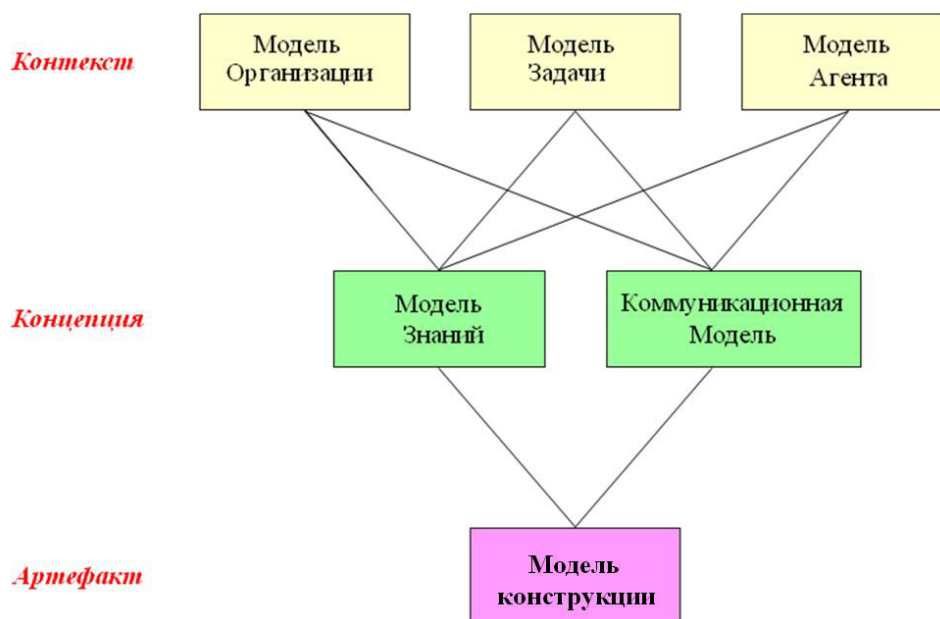 Контекст
Модель
Организации
Модель
Задачи
Модель
Агента
Концепция
Модель
Знаний
Коммуникационная
Модель
Артефакт
Модель
конструкции